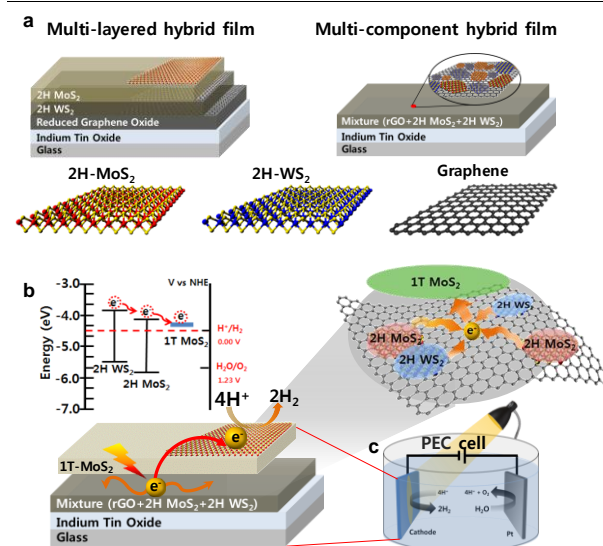 a
Multi-layered hybrid film
Multi-component hybrid film
2H MoS₂
2H WS₂
Reduced Graphene Oxide
Indium Tin Oxide
Glass
Mixture (rGO+2H MoS₂+2H WS₂)
Indium Tin Oxide
Glass
2H-MoS₂
2H-WS₂
Graphene
b
Energy (eV)
-3.0
-4.0
-5.0
-6.0
-7.0
V vs NHE
e⁻
e⁻
e⁻
1T MoS₂
H⁺/H₂
0.00 V
2H WS₂
2H MoS₂
H₂O/O₂
1.23 V
1T MoS₂
2H WS₂
2H MoS₂
e⁻
2H MoS₂
2H WS₂
4H⁺
2H₂
e⁻
1T-MoS₂
e⁻
Mixture (rGO+2H MoS₂+2H WS₂)
Indium Tin Oxide
Glass
c
PEC cell
4H⁺
2H₂
4H⁺ + O₂
H₂O
Cathode
Pt